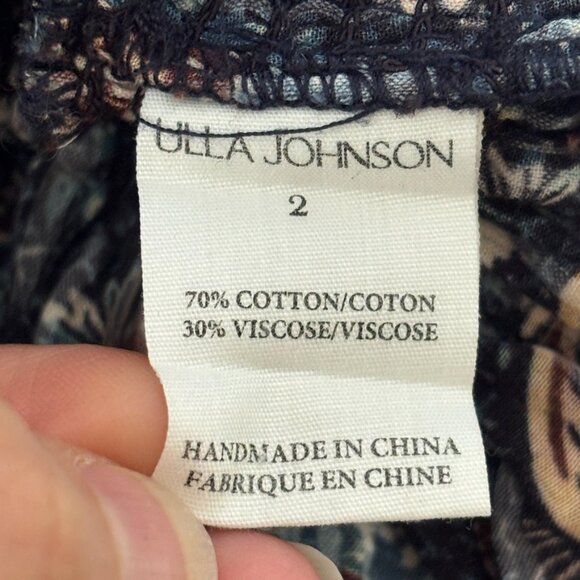 ULLA JOHNSON
2
70% COTTON/COTON
30% VISCOSE/VISCOSE
HANDMADE IN CHINA
FABRIQUE EN CHINE